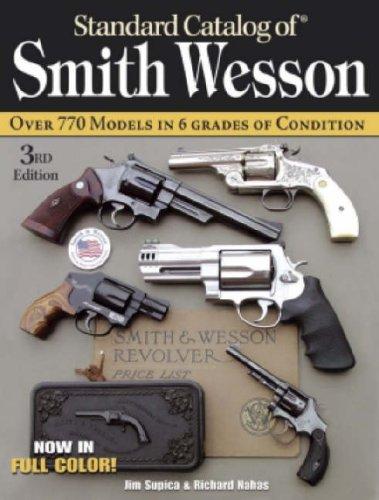 Standard Catalog of®
Smith Wesson
OVER 770 MODELS IN 6 GRADES OF CONDITION
3RD
Edition
SMITH & WESSON
REVOLVER
PRICE LIST
NOW IN
FULL COLOR!
Jim Supica & Richard Nahas